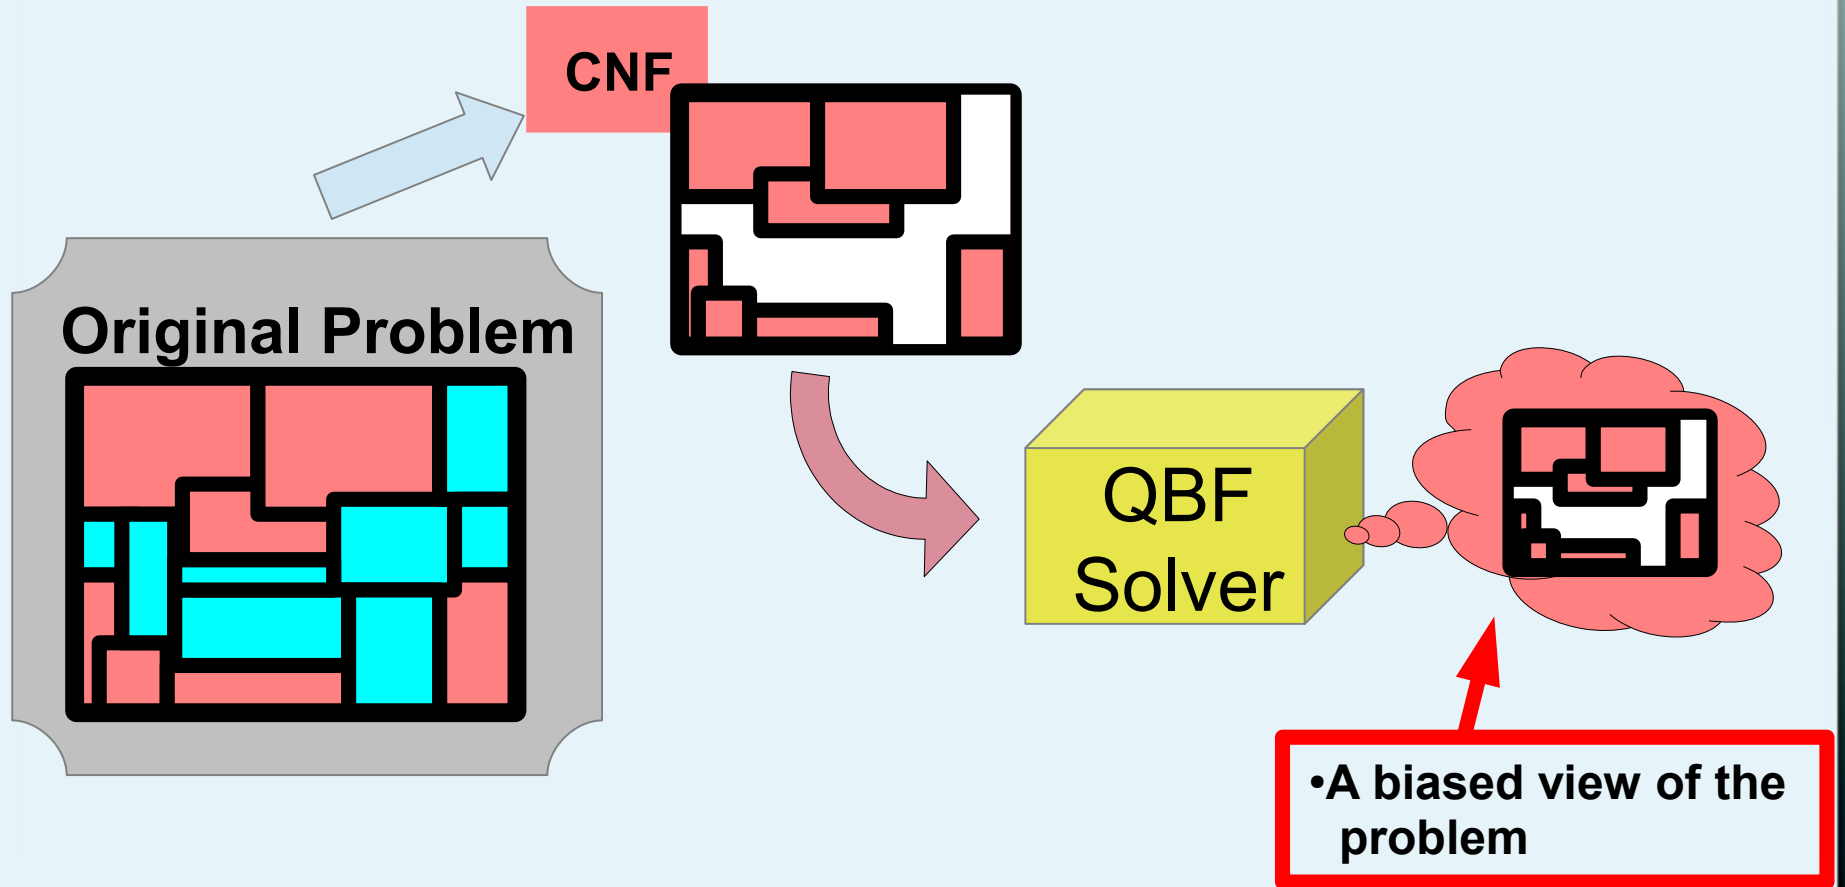 CNF
Original Problem
QBF
Solver
•A biased view of the
problem